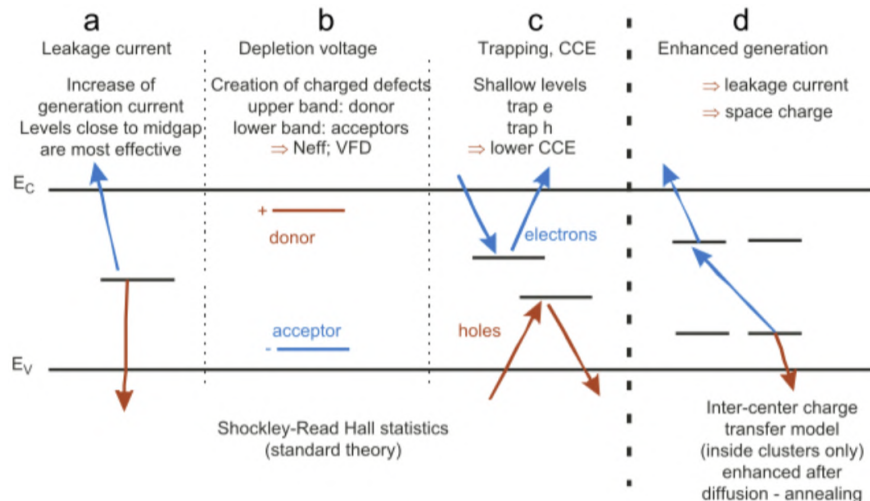 a
Leakage current
Increase of
generation current
Levels close to midgap
are most effective
b
Depletion voltage
Creation of charged defects
upper band: donor
lower band: acceptors
⇒ Neff; VFD
c
Trapping, CCE
Shallow levels
trap e
trap h
⇒ lower CCE
d
Enhanced generation
⇒ leakage current
⇒ space charge
E_C
+
donor
electrons
acceptor
-
holes
E_V
Shockley-Read Hall statistics
(standard theory)
Inter-center charge
transfer model
(inside clusters only)
enhanced after
diffusion - annealing